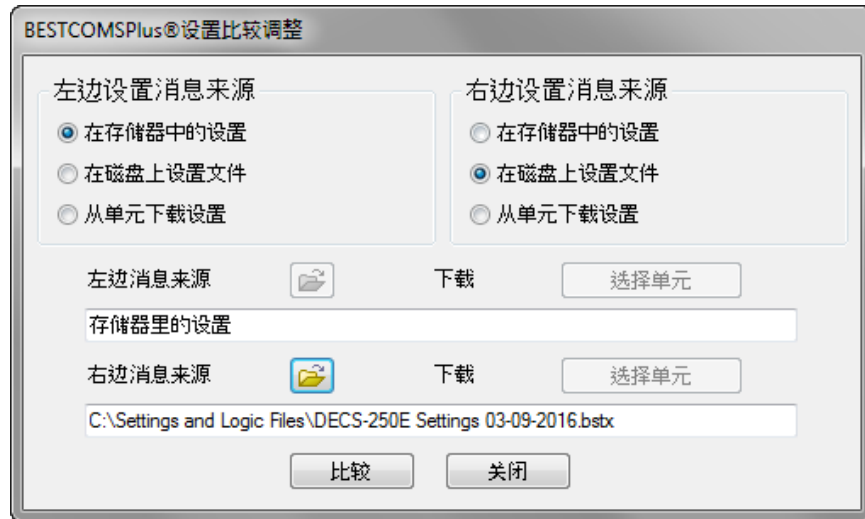 BESTCOMSPlus®设置比较调整
左边设置消息来源
在存储器中的设置
在磁盘上设置文件
从单元下载设置
右边设置消息来源
在存储器中的设置
在磁盘上设置文件
从单元下载设置
左边消息来源 下载 选择单元
存储器里的设置
右边消息来源 下载 选择单元
C:\Settings and Logic Files\DECS-250E Settings 03-09-2016.bstx
比较 关闭